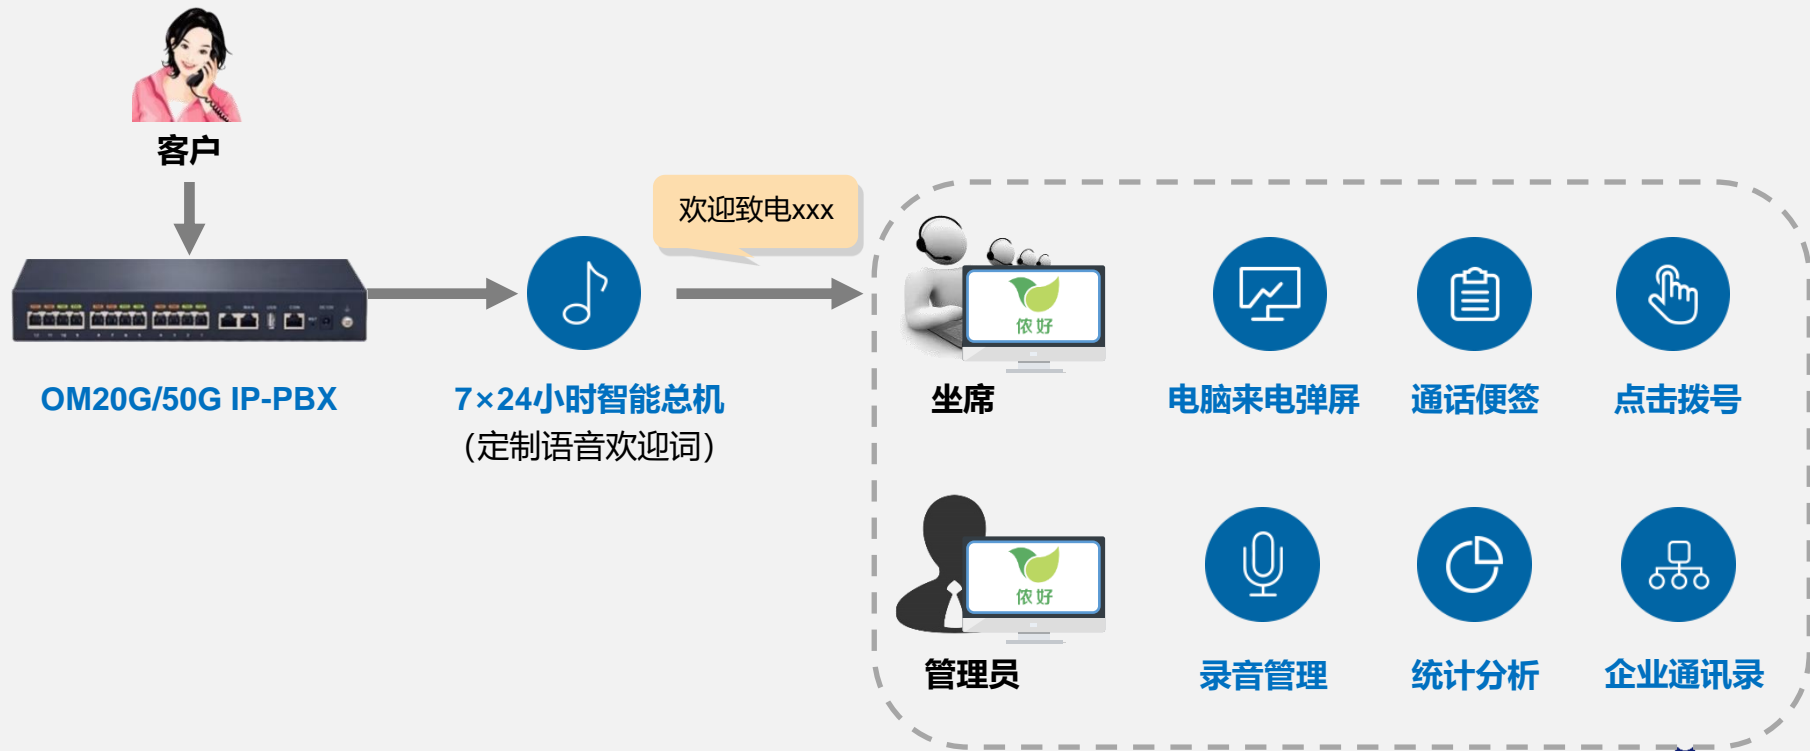 客户
欢迎致电xxx
侬好
OM20G/50G IP-PBX
7×24小时智能总机
（定制语音欢迎词）
坐席
电脑来电弹屏
通话便签
点击拨号
侬好
管理员
录音管理
统计分析
企业通讯录